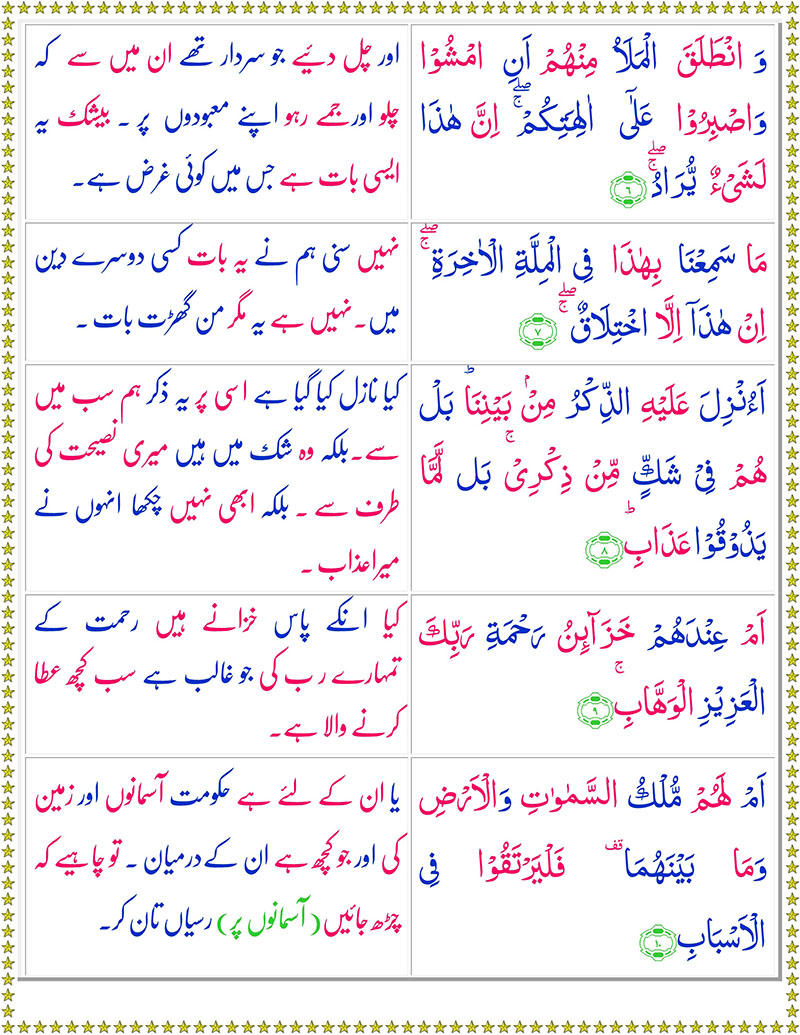 وَ انْطَلَقَ الْمَلَاُ مِنْهُمْ اَنِ امْشُوْا
وَاصْبِرُوْا عَلٰٓى اٰلِهَتِكُمْ ۖۚ اِنَّ هٰذَا
لَشَیْءٌ یُّرَادُ ۖۚ ﴿۶﴾
اور چل دئیے جو سردار تھے ان میں سے کہ
چلو اورجمے رہو اپنے معبودوں پر ۔ بیشک یہ
ایسی بات ہے جس میں کوئی غرض ہے۔
مَا سَمِعْنَا بِهٰذَا فِی الْمِلَّةِ الْاٰخِرَةِ ۖۚ
اِنْ هٰذَاۤ اِلَّا اخْتِلَاقٌ ۖۚ ﴿۷﴾
نہیں سنی ہم نے یہ بات کسی دوسرے دین
میں۔نہیں ہے یہ مگر من گھڑت بات ۔
اَءُنْزِلَ عَلَیْهِ الذِّكْرُ مِنْۢ بَیْنِنَا ؕ بَلْ
هُمْ فِیْ شَكٍّ مِّنْ ذِكْرِیْ ۚ بَل لَّمَّا
یَذُوْقُوْا عَذَابِ ؕ ﴿۸﴾
کیا نازل کیا گیا ہے اسی پر یہ ذکر ہم سب میں
سے۔بلکہ وہ شک میں ہیں میری نصیحت کی
طرف سے ۔ بلکہ ابھی نہیں چکھا انہوں نے
میرا عذاب ۔
اَمْ عِنْدَهُمْ خَزَآىِٕنُ رَحْمَةِ رَبِّكَ
الْعَزِیْزِ الْوَهَّابِ ۚ ﴿۹﴾
کیا انکے پاس خزانے ہیں رحمت کے
تمہارے رب کی جو غالب ہے سب کچھ عطا
کرنے والا ہے۔
اَمْ لَهُمْ مُّلْكُ السَّمٰوٰتِ وَالْاَرْضِ
وَمَا بَیْنَهُمَا قف فَلْیَرْتَقُوْا فِی
الْاَسْبَابِ ﴿۱۰﴾
یا ان کے لئے ہے حکومت آسمانوں اور زمین
کی اور جو کچھ ہے ان کے درمیان ۔ تو چاہیے کہ
چڑھ جائیں (آسمانوں پر) رسیاں تان کر۔